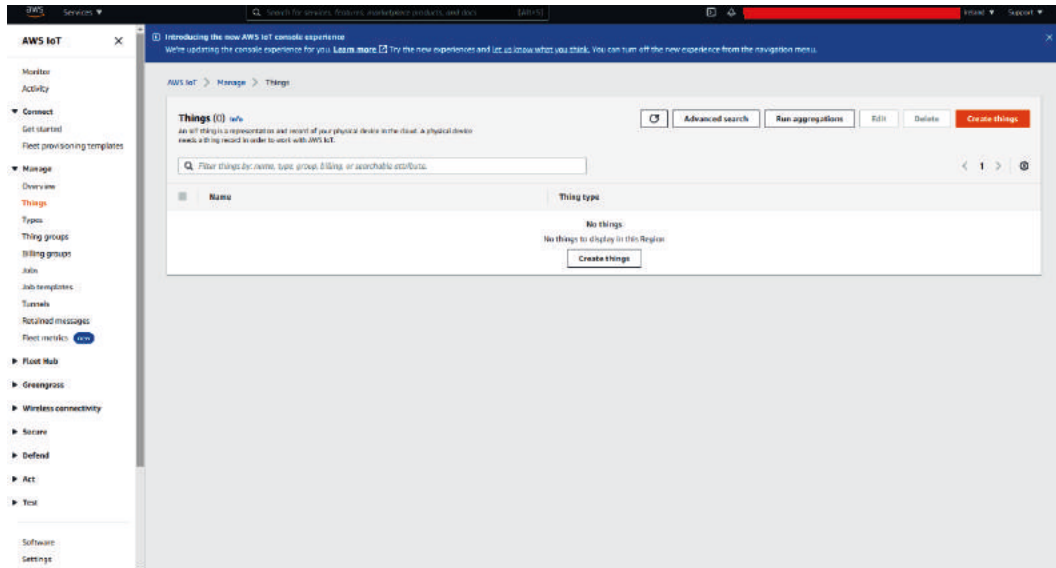 aws Services ▼ Search for services, features, marketplace products, and docs [Alt+S] Ireland ▼ Support ▼
AWS IoT ×
Monitor
Activity
Connect
Get started
Fleet provisioning templates
Manage
Overview
Things
Types
Thing groups
Billing groups
Jobs
Job templates
Tunnels
Retained messages
Fleet metrics new
Fleet Hub
Greengrass
Wireless connectivity
Secure
Defend
Act
Test
Software
Settings
Introducing the new AWS IoT console experience
We're updating the console experience for you. Learn more Try the new experiences and let us know what you think. You can turn off the new experience from the navigation menu.
AWS IoT > Manage > Things
Things (0) Info
An IoT thing is a representation and record of your physical device in the cloud. A physical device
needs a thing record in order to work with AWS IoT.
Advanced search Run aggregations Edit Delete Create things
Filter things by: name, type, group, billing, or searchable attribute.
< 1 >
Name Thing type
No things
No things to display in this Region
Create things